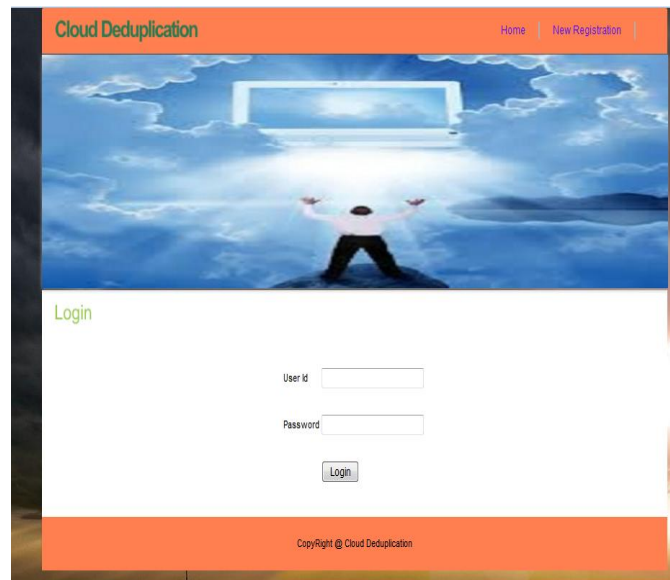 Cloud Deduplication
Home New Registration
Login
User Id
Password
Login
CopyRight @ Cloud Deduplication